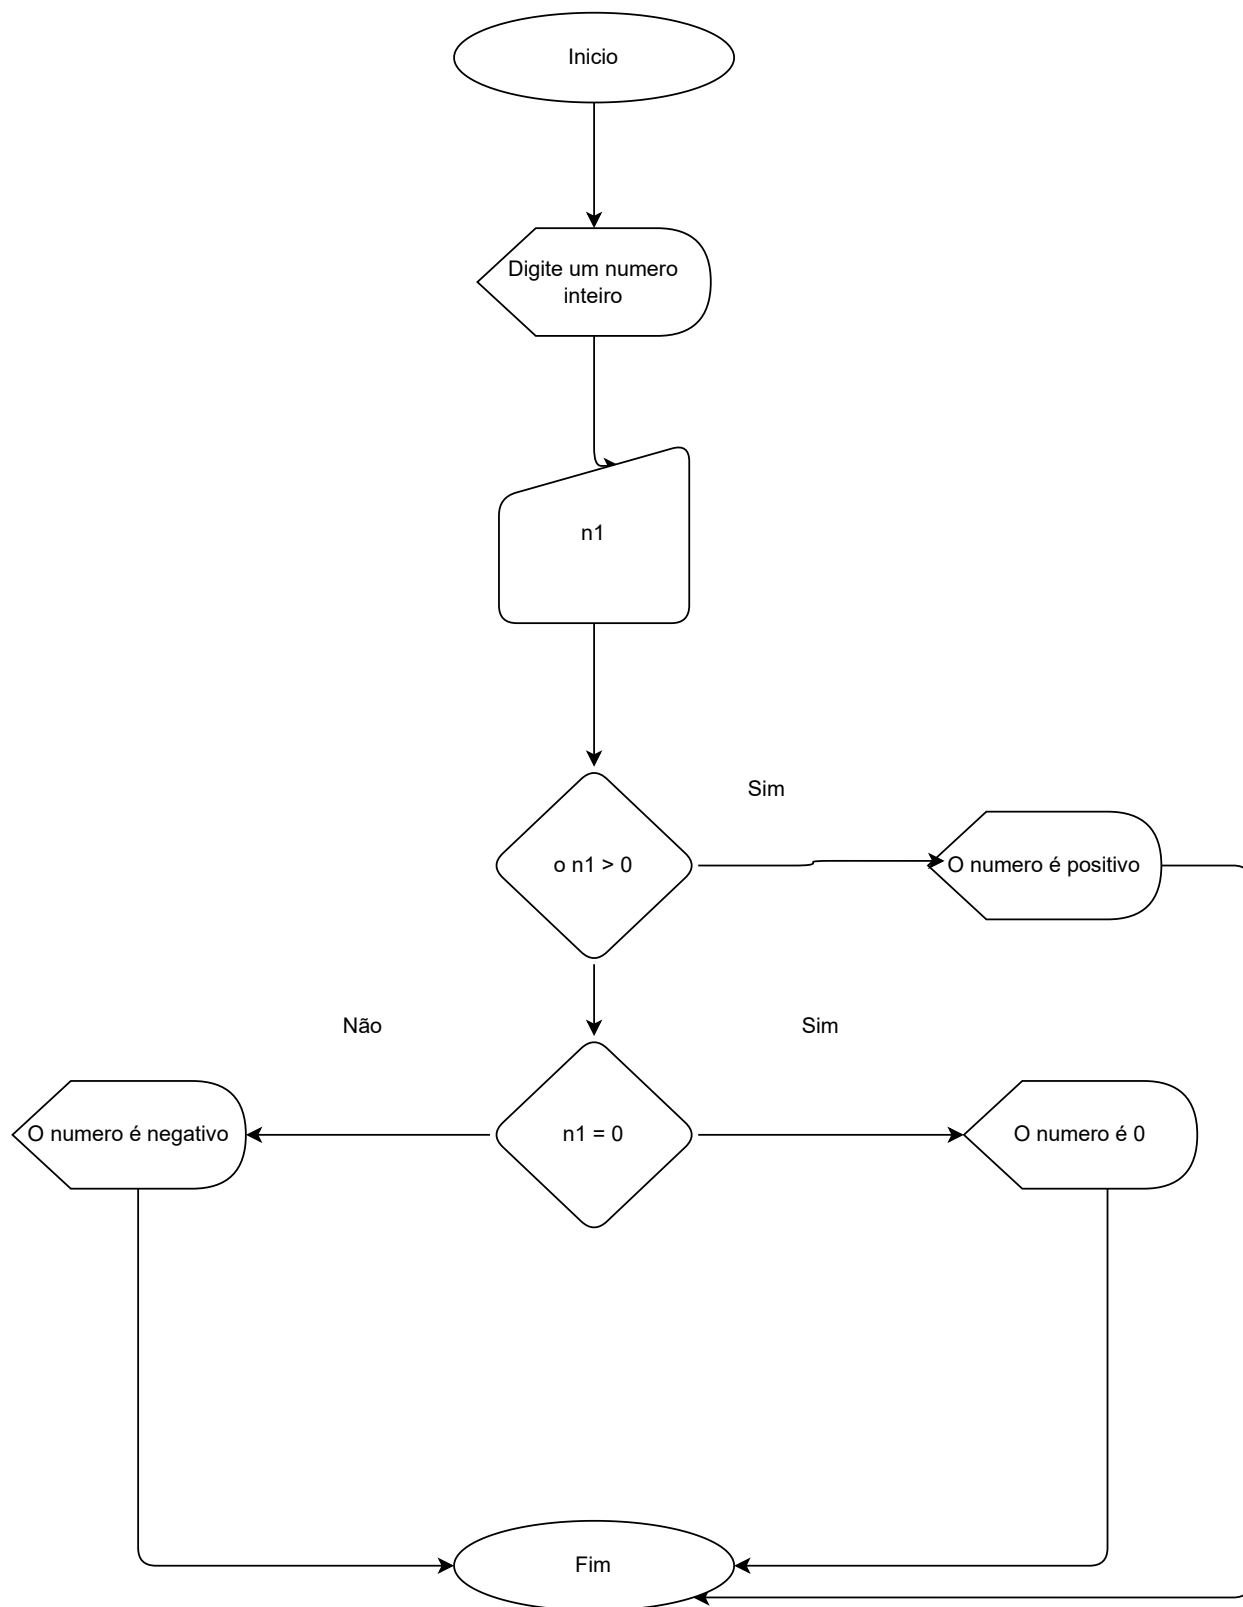 Inicio
Digite um numero
inteiro
n1
Sim
o n1 > 0
O numero é positivo
Não
Sim
O numero é negativo
n1 = 0
O numero é 0
Fim